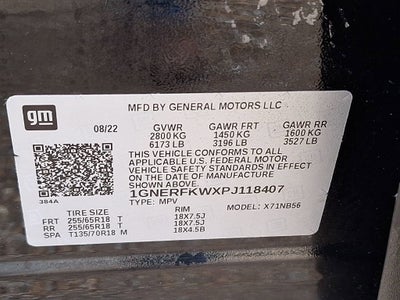 gm
MFD BY GENERAL MOTORS LLC
08/22 GVWR GAWR FRT GAWR RR
2800 KG 1450 KG 1600 KG
6173 LB 3196 LB 3527 LB
THIS VEHICLE CONFORMS TO ALL
APPLICABLE U.S. FEDERAL MOTOR
VEHICLE SAFETY STANDARDS IN EFFECT
ON THE DATE OF MANUFACTURE
SHOWN ABOVE.
1GNERFKWXPJ118407
384A TYPE: MPV X71NB56
TIRE SIZE RIM
FRT 255/65R18 T 18X7.5J
RR 255/65R18 T 18X7.5J
SPA T135/70R18 M 18X4.5B